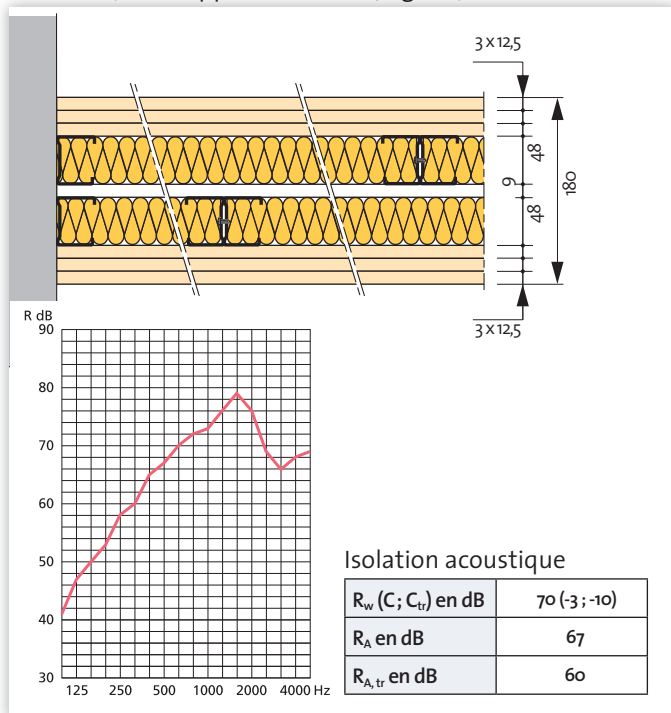 3 x 12,5
48
9
48
180
3 x 12,5
R dB
90
80
70
60
50
40
30
125 250 500 1000 2000 4000 Hz
Isolation acoustique
Rw (C ; Ctr) en dB 70 (-3 ; -10)
RA en dB 67
RA, tr en dB 60